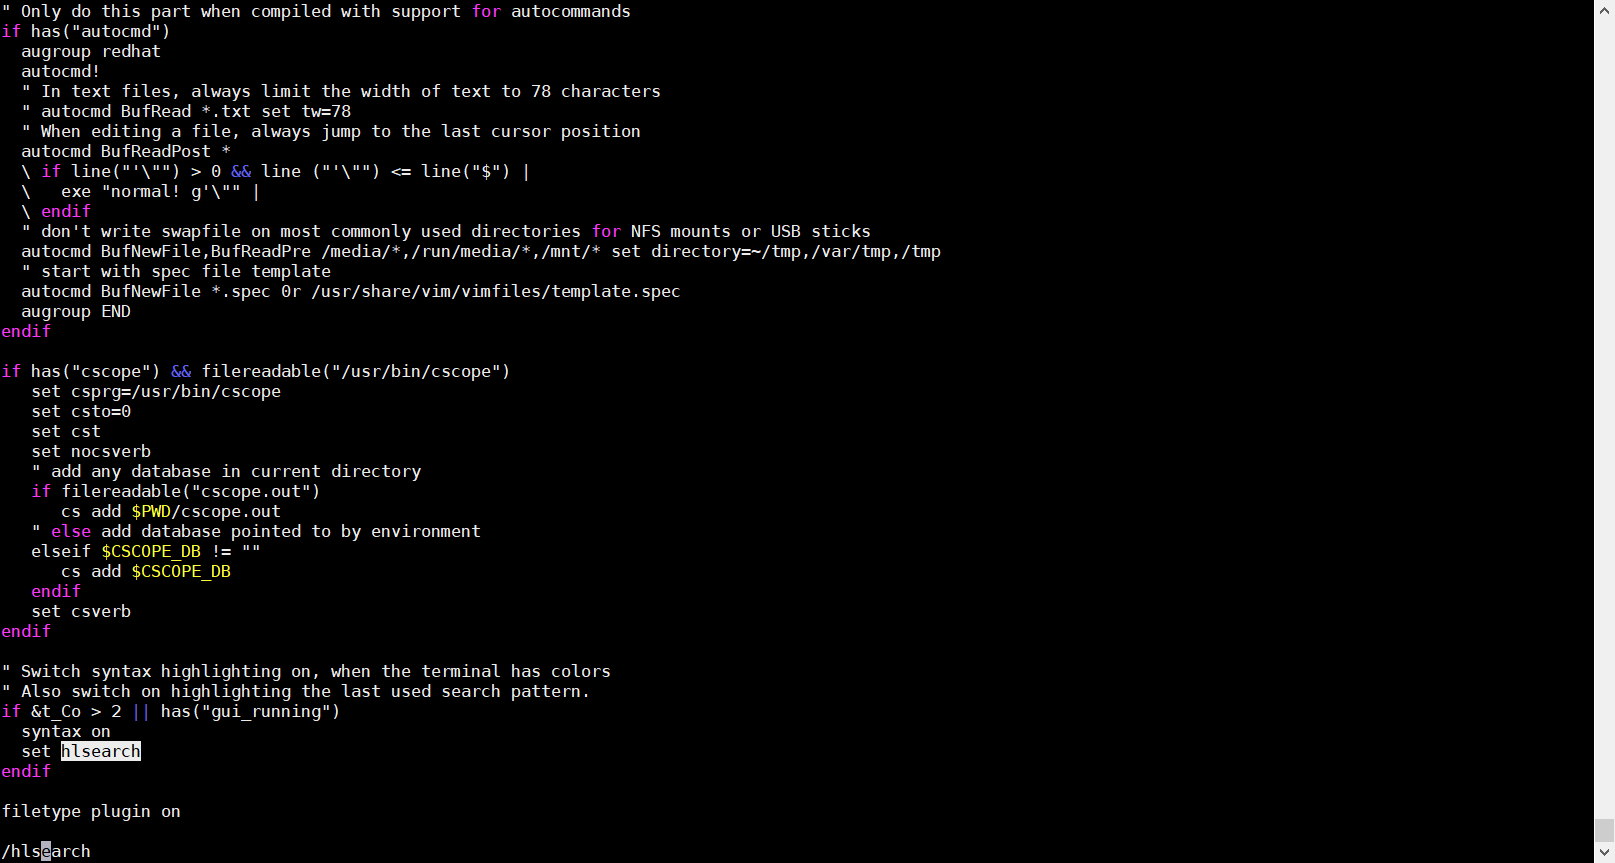 " Only do this part when compiled with support for autocommands
if has("autocmd")
  augroup redhat
  autocmd!
  " In text files, always limit the width of text to 78 characters
  " autocmd BufRead *.txt set tw=78
  " When editing a file, always jump to the last cursor position
  autocmd BufReadPost *
  \ if line("'\"") > 0 && line ("'\"") <= line("$") |
  \   exe "normal! g'\"" |
  \ endif
  " don't write swapfile on most commonly used directories for NFS mounts or USB sticks
  autocmd BufNewFile,BufReadPre /media/*,/run/media/*,/mnt/* set directory=~/tmp,/var/tmp,/tmp
  " start with spec file template
  autocmd BufNewFile *.spec 0r /usr/share/vim/vimfiles/template.spec
  augroup END
endif

if has("cscope") && filereadable("/usr/bin/cscope")
   set csprg=/usr/bin/cscope
   set csto=0
   set cst
   set nocsverb
   " add any database in current directory
   if filereadable("cscope.out")
      cs add $PWD/cscope.out
   " else add database pointed to by environment
   elseif $CSCOPE_DB != ""
      cs add $CSCOPE_DB
   endif
   set csverb
endif

" Switch syntax highlighting on, when the terminal has colors
" Also switch on highlighting the last used search pattern.
if &t_Co > 2 || has("gui_running")
  syntax on
  set hlsearch
endif

filetype plugin on

/hlsearch